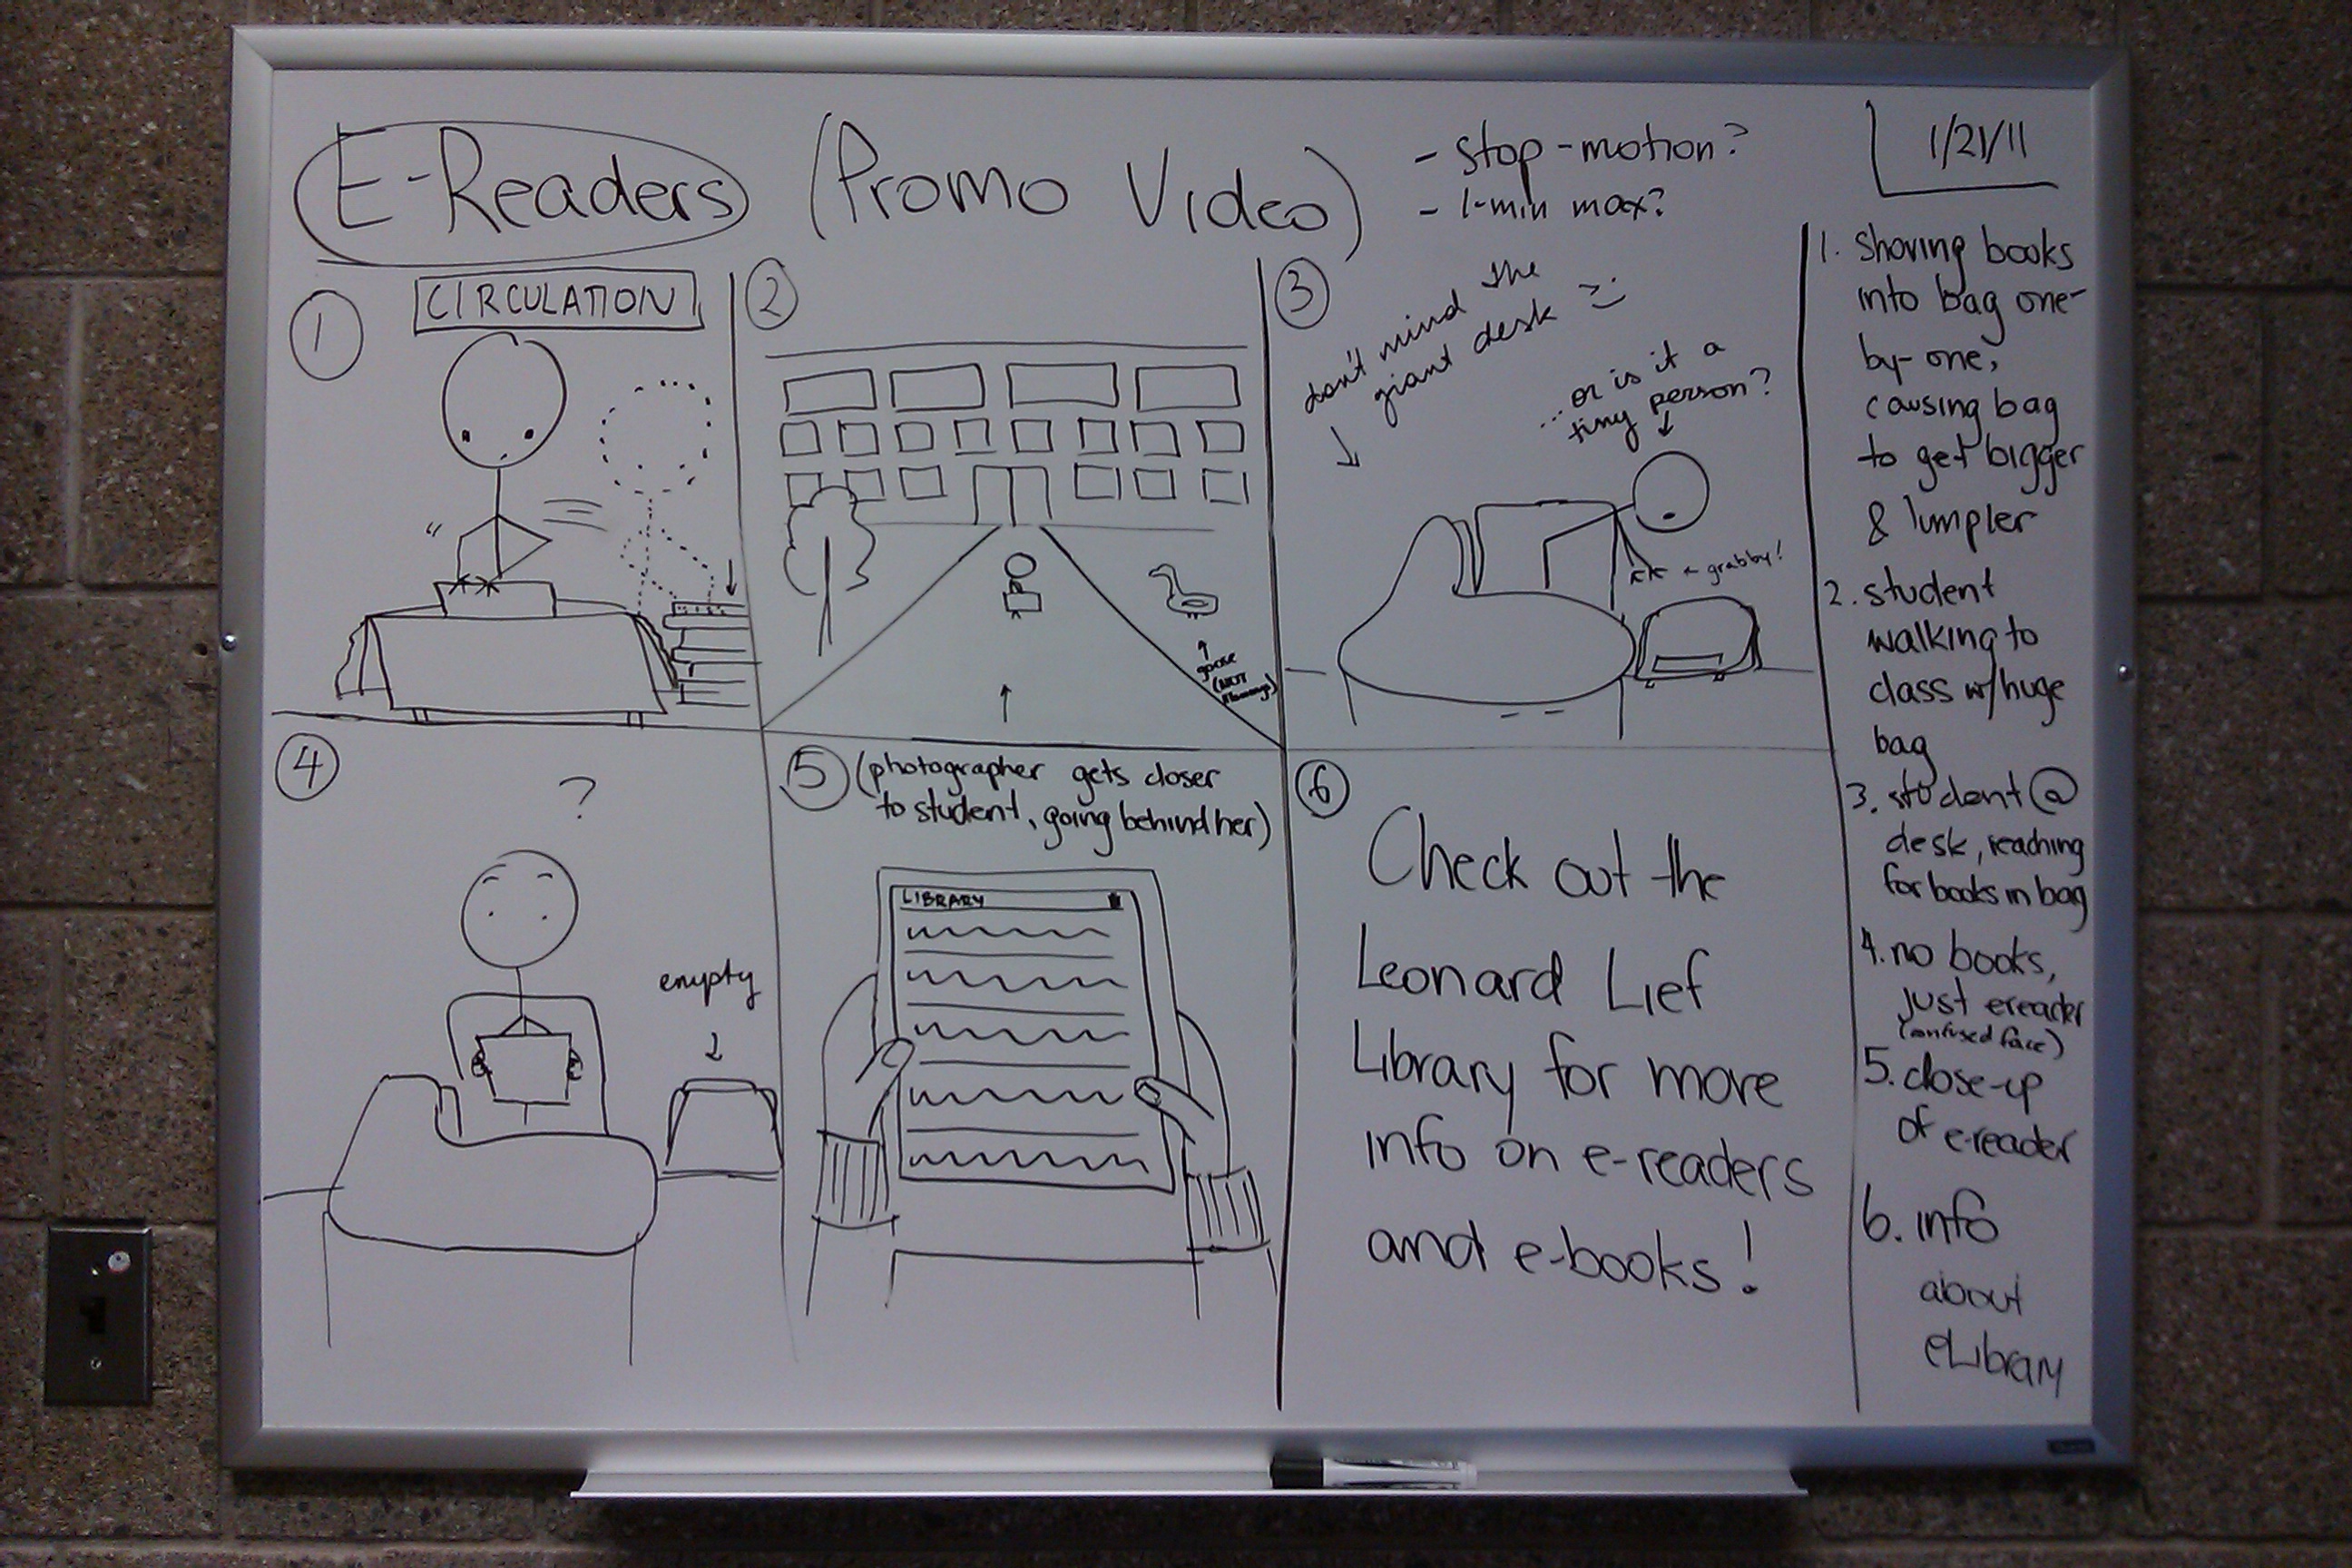 E-Readers (Promo Video)
- stop-motion?
- 1-min max?
1/21/11
1
CIRCULATION
2
goose
(NOT
flamingo)
3
don't mind the
giant desk
...or is it a
tiny person?
← grabby!
4
?
empty
5 (photographer gets closer
to student, going behind her)
LIBRARY
6
Check out the
Leonard Lief
Library for more
info on e-readers
and e-books!
1. shoving books
into bag one-
by-one,
causing bag
to get bigger
& lumpier
2. student
walking to
class w/huge
bag
3. student @
desk, reaching
for books in bag
4. no books,
just ereader
(confused face)
5. close-up
of e-reader
6. info
about
eLibrary